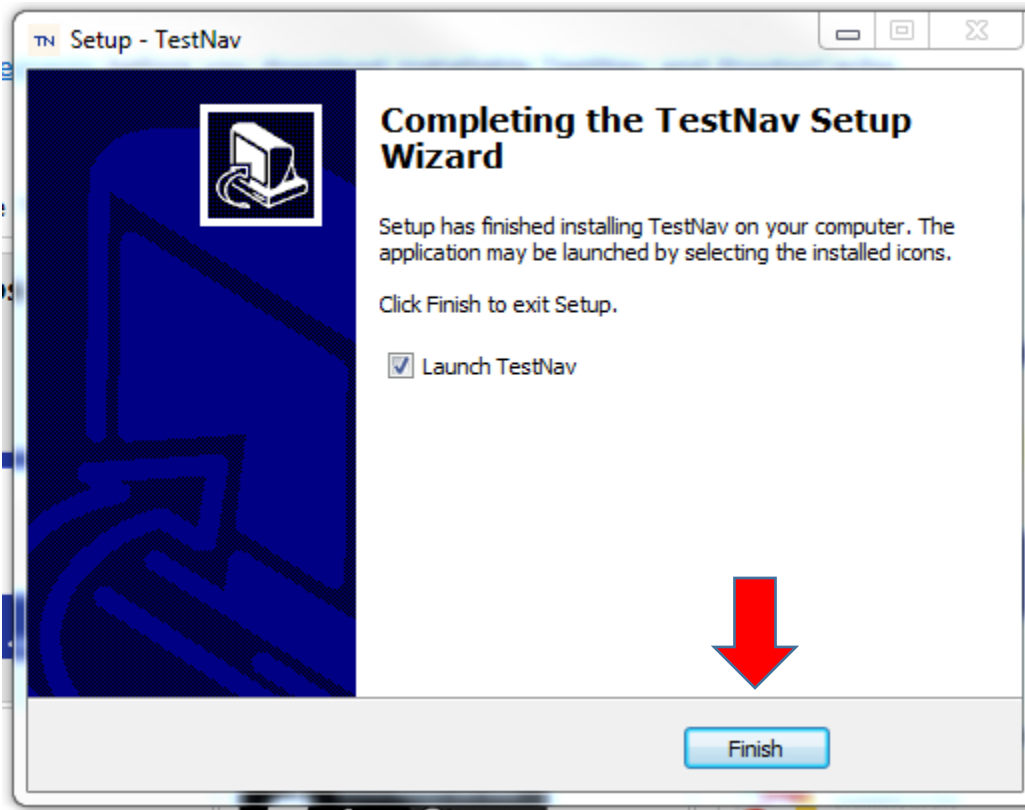 TN Setup - TestNav
Completing the TestNav Setup
Wizard
Setup has finished installing TestNav on your computer. The
application may be launched by selecting the installed icons.
Click Finish to exit Setup.
Launch TestNav
Finish